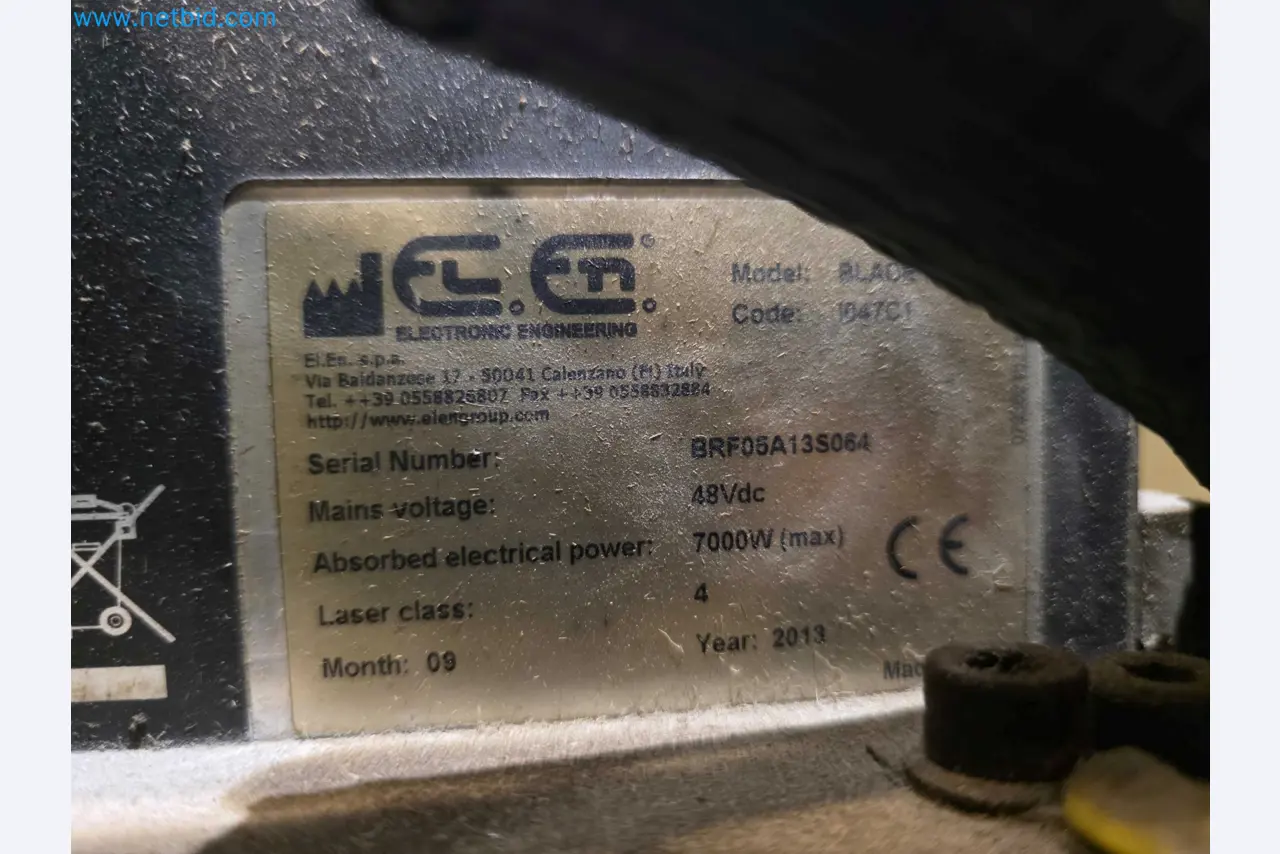 www.netbid.com
EL.En.
ELECTRONIC ENGINEERING
Model: BLADE
Code: I047C1
El.En. s.p.a.
Via Baldanzese 17 - 50041 Calenzano (FI) Italy
Tel. ++39 0558826807 Fax ++39 0558832884
http://www.elengroup.com
Serial Number: BRF05A13S064
Mains voltage: 48Vdc
Absorbed electrical power: 7000W (max)
CE
Laser class: 4
Month: 09 Year: 2013